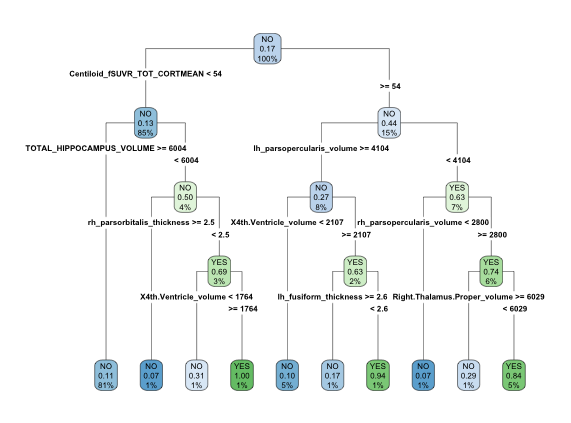 NO
0.17
100%
Centiloid_fSUVR_TOT_CORTMEAN < 54
>= 54
NO
0.13
85%
NO
0.44
15%
TOTAL_HIPPOCAMPUS_VOLUME >= 6004
lh_parsopercularis_volume >= 4104
< 6004
< 4104
NO
0.50
4%
NO
0.27
8%
YES
0.63
7%
rh_parsorbitalis_thickness >= 2.5
X4th.Ventricle_volume < 2107
rh_parsopercularis_volume < 2800
< 2.5
>= 2107
>= 2800
YES
0.69
3%
YES
0.63
2%
YES
0.74
6%
X4th.Ventricle_volume < 1764
lh_fusiform_thickness >= 2.6
Right.Thalamus.Proper_volume >= 6029
>= 1764
< 2.6
< 6029
NO
0.11
81%
NO
0.07
1%
NO
0.31
1%
YES
1.00
1%
NO
0.10
5%
NO
0.17
1%
YES
0.94
1%
NO
0.07
1%
NO
0.29
1%
YES
0.84
5%